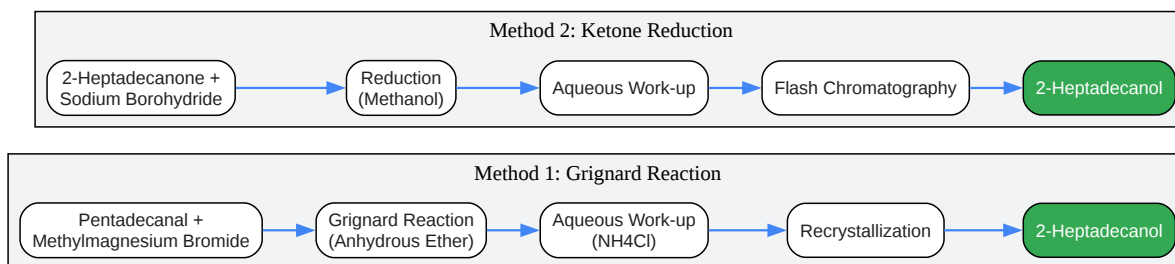 Method 2: Ketone Reduction
2-Heptadecanone +
Sodium Borohydride
Reduction
(Methanol)
Aqueous Work-up
Flash Chromatography
2-Heptadecanol
Method 1: Grignard Reaction
Pentadecanal +
Methylmagnesium Bromide
Grignard Reaction
(Anhydrous Ether)
Aqueous Work-up
(NH4Cl)
Recrystallization
2-Heptadecanol